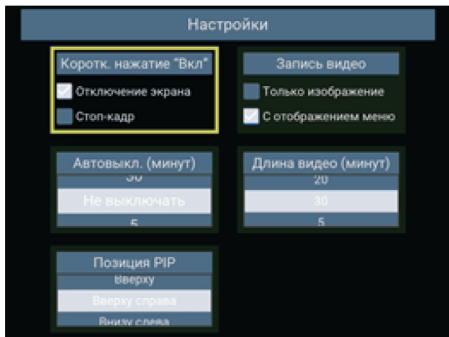 Настройки
Коротк. нажатие "Вкл"
Отключение экрана
Стоп-кадр
Запись видео
Только изображение
С отображением меню
Автовыкл. (минут)
30
Не выключать
5
Длина видео (минут)
20
30
5
Позиция PIP
Вверху
Вверху справа
Внизу слева